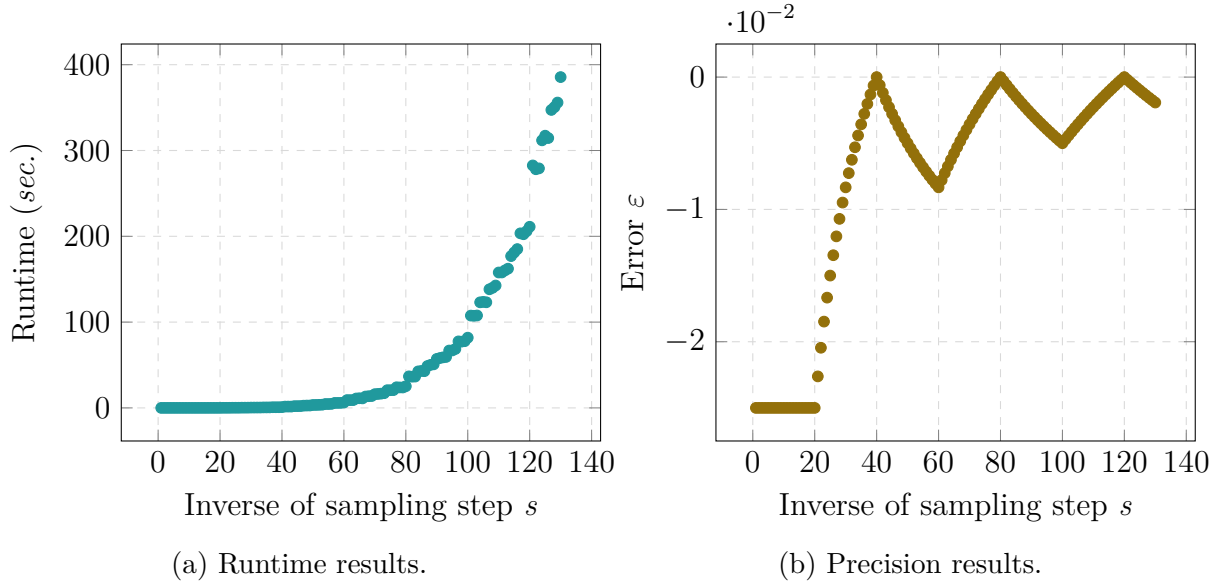 400
300
200
100
0
0 20 40 60 80 100 120 140
Runtime (sec.)
Inverse of sampling step s
(a) Runtime results.
·10⁻²
0
−1
−2
0 20 40 60 80 100 120 140
Error ε
Inverse of sampling step s
(b) Precision results.